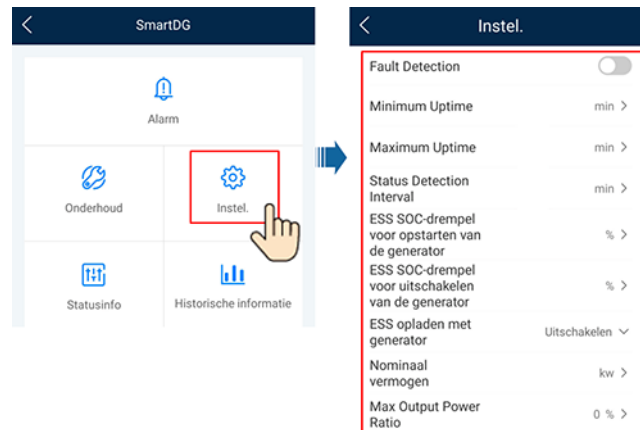 SmartDG
Alarm
Onderhoud
Instel.
Statusinfo
Historische informatie
Instel.
Fault Detection
Minimum Uptime
min
Maximum Uptime
min
Status Detection
Interval
min
ESS SOC-drempel
voor opstarten van
de generator
%
ESS SOC-drempel
voor uitschakelen
van de generator
%
ESS opladen met
generator
Uitschakelen
Nominaal
vermogen
kw
Max Output Power
Ratio
0 %